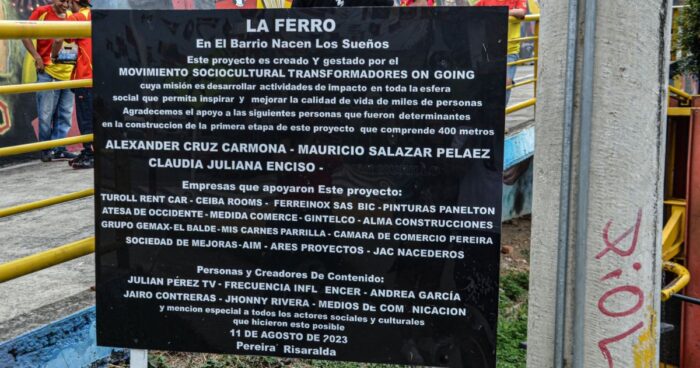 LA FERRO
En El Barrio Nacen Los Sueños
Este proyecto es creado Y gestado por el
MOVIMIENTO SOCIOCULTURAL TRANSFORMADORES ON GOING
cuya misión es desarrollar actividades de impacto en toda la esfera
social que permita inspirar y mejorar la calidad de vida de miles de personas
Agradecemos el apoyo a las siguientes personas que fueron determinantes
en la construccion de la primera etapa de este proyecto que comprende 400 metros
ALEXANDER CRUZ CARMONA - MAURICIO SALAZAR PELAEZ
CLAUDIA JULIANA ENCISO -
Empresas que apoyaron Este proyecto:
TUROLL RENT CAR - CEIBA ROOMS - FERREINOX SAS BIC - PINTURAS PANELTON
ATESA DE OCCIDENTE - MEDIDA COMERCE - GINTELCO - ALMA CONSTRUCCIONES
GRUPO GEMAX - EL BALDE - MIS CARNES PARRILLA - CAMARA DE COMERCIO PEREIRA
SOCIEDAD DE MEJORAS - AIM - ARES PROYECTOS - JAC NACEDEROS
Personas y Creadores De Contenido:
JULIAN PÉREZ TV - FRECUENCIA INFL ENCER - ANDREA GARCÍA
JAIRO CONTRERAS - JHONNY RIVERA - MEDIOS DE COM NICACION
y mencion especial a todos los actores sociales y culturales
que hicieron este posible
11 DE AGOSTO DE 2023
Pereira Risaralda